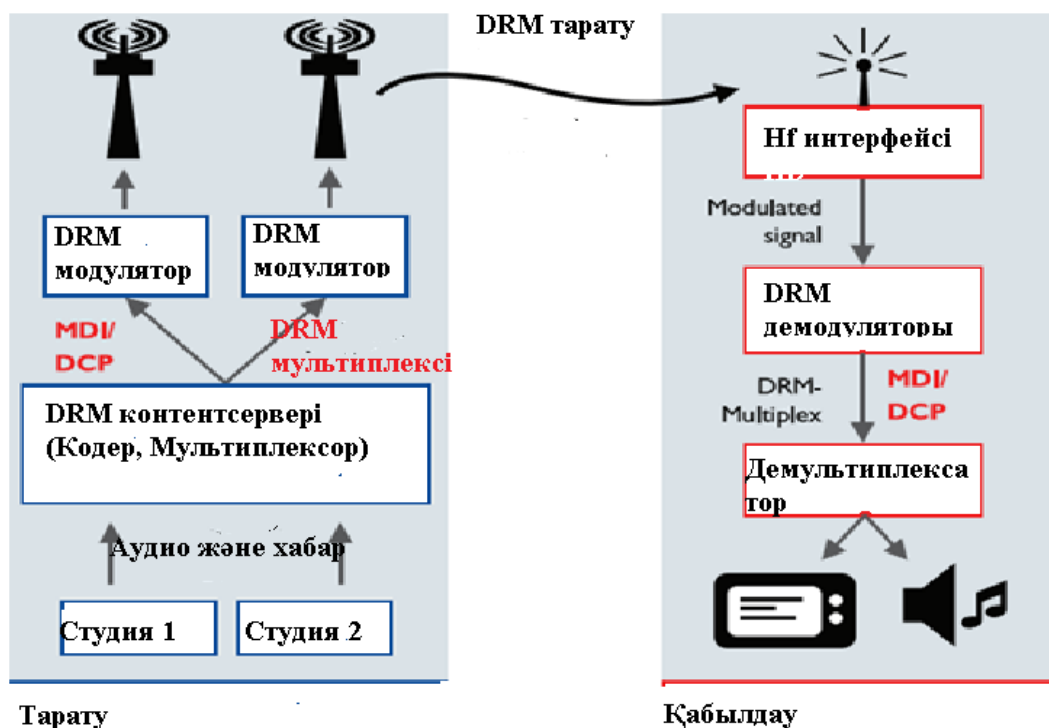 DRM тарату
DRM
модулятор
DRM
модулятор
MDI/
DCP
DRM
мультиплексі
DRM контентсервері
(Кодер, Мультиплексор)
Аудио және хабар
Студия 1
Студия 2
Тарату
Hf интерфейсі
Modulated
signal
DRM
демодуляторы
DRM-
Multiplex
MDI/
DCP
Демультиплекса
тор
Қабылдау